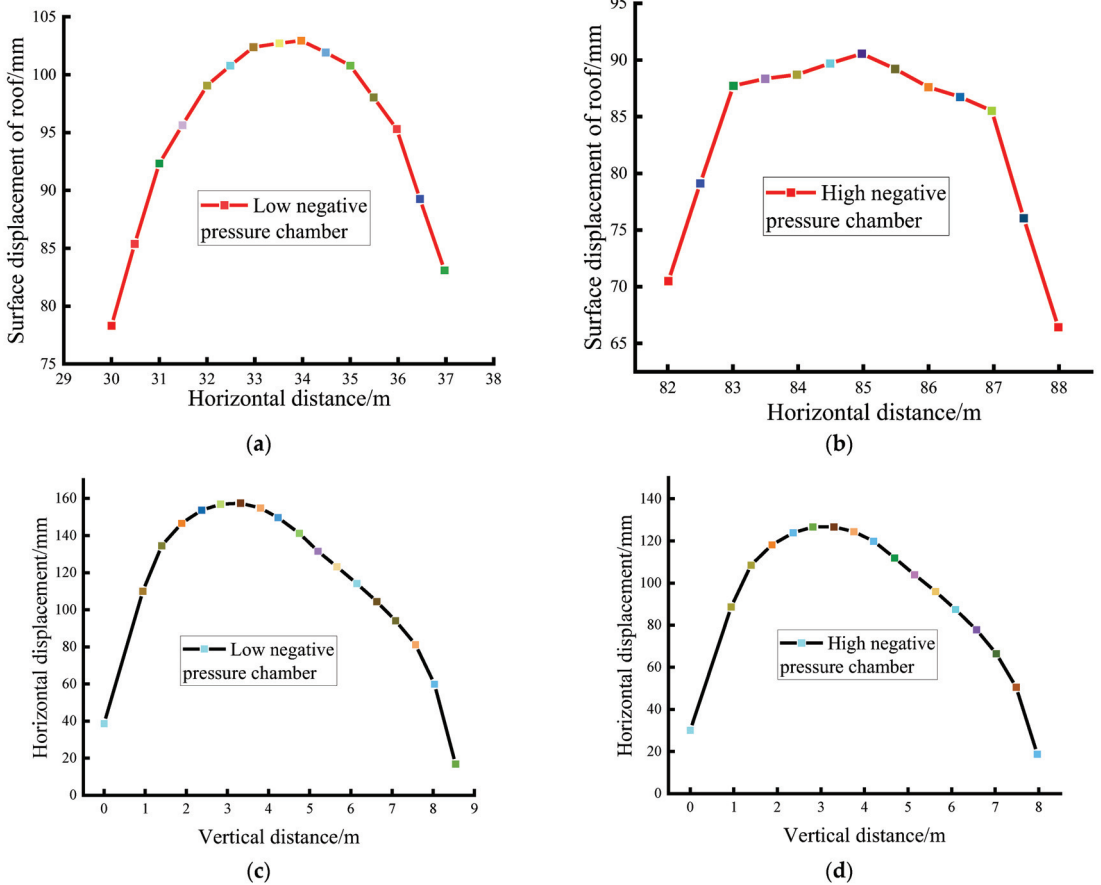 105
100
95
90
85
80
75
29 30 31 32 33 34 35 36 37 38
Surface displacement of roof/mm
Horizontal distance/m
Low negative
pressure chamber
(a)
95
90
85
80
75
70
65
82 83 84 85 86 87 88
Surface displacement of roof/mm
Horizontal distance/m
High negative
pressure chamber
(b)
160
140
120
100
80
60
40
20
0
0 1 2 3 4 5 6 7 8 9
Horizontal displacement/mm
Vertical distance/m
Low negative
pressure chamber
(c)
140
120
100
80
60
40
20
0
0 1 2 3 4 5 6 7 8
Horizontal displacement/mm
Vertical distance/m
High negative
pressure chamber
(d)